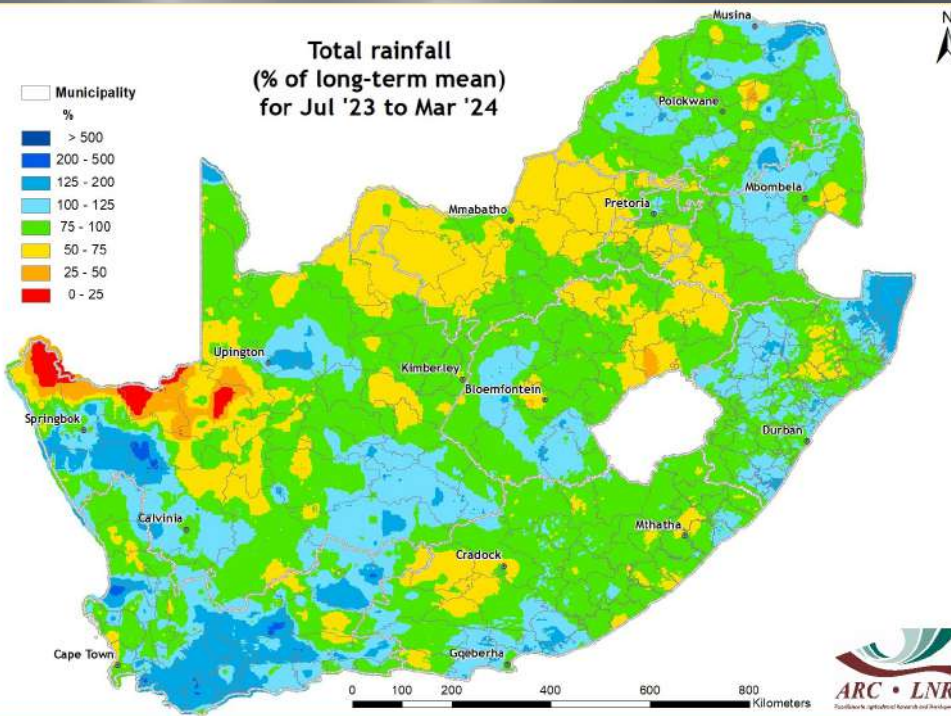 Total rainfall
(% of long-term mean)
for Jul '23 to Mar '24
N
Municipality
%
> 500
200 - 500
125 - 200
100 - 125
75 - 100
50 - 75
25 - 50
0 - 25
Musina
Polokwane
Mbombela
Pretoria
Mmabatho
Upington
Kimberley
Bloemfontein
Springbok
Durban
Calvinia
Mthatha
Cradock
Cape Town
Gqeberha
0 100 200 400 600 800
Kilometers
ARC • LNR